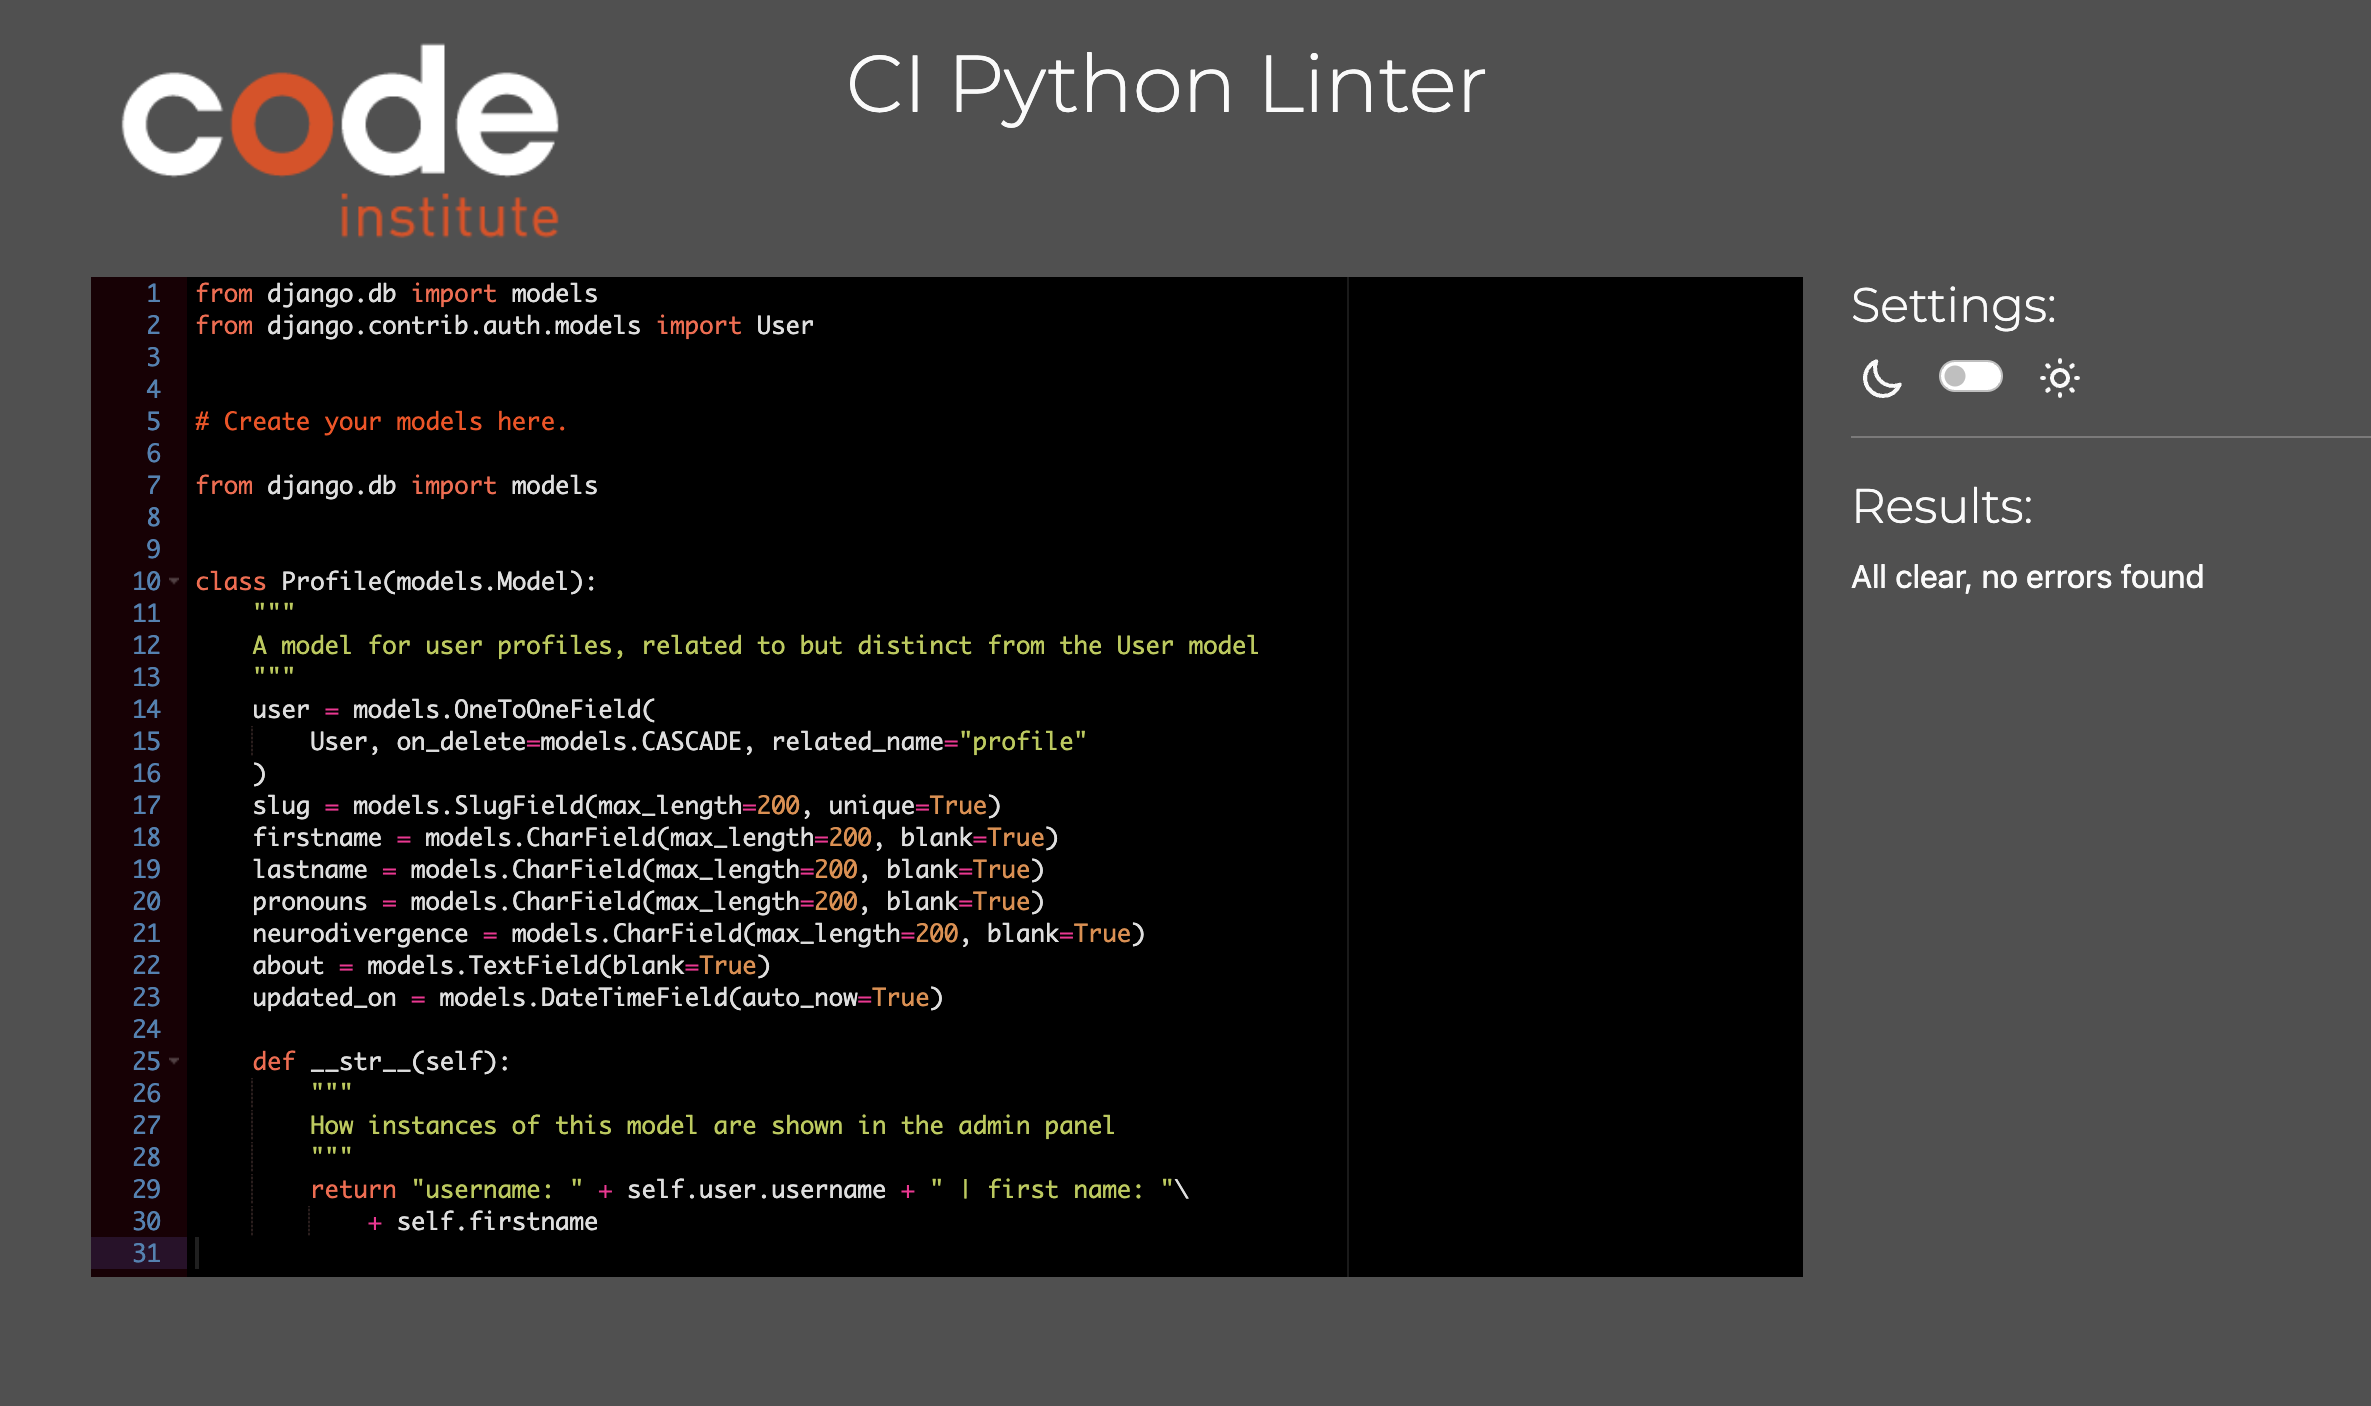 code
institute
CI Python Linter
1 from django.db import models
2 from django.contrib.auth.models import User
3
4
5 # Create your models here.
6
7 from django.db import models
8
9
10 class Profile(models.Model):
11     """
12     A model for user profiles, related to but distinct from the User model
13     """
14     user = models.OneToOneField(
15         User, on_delete=models.CASCADE, related_name="profile"
16     )
17     slug = models.SlugField(max_length=200, unique=True)
18     firstname = models.CharField(max_length=200, blank=True)
19     lastname = models.CharField(max_length=200, blank=True)
20     pronouns = models.CharField(max_length=200, blank=True)
21     neurodivergence = models.CharField(max_length=200, blank=True)
22     about = models.TextField(blank=True)
23     updated_on = models.DateTimeField(auto_now=True)
24
25     def __str__(self):
26         """
27         How instances of this model are shown in the admin panel
28         """
29         return "username: " + self.user.username + " | first name: "\
30             + self.firstname
31
Settings:
Results:
All clear, no errors found